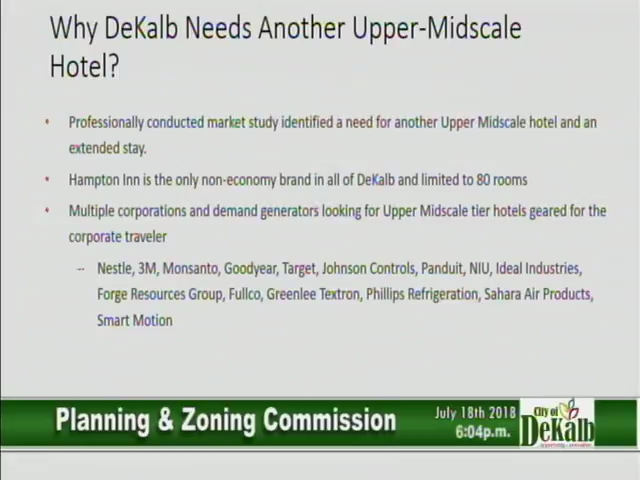 Why DeKalb Needs Another Upper-Midscale
Hotel?
• Professionally conducted market study identified a need for another Upper Midscale hotel and an
extended stay.
• Hampton Inn is the only non-economy brand in all of DeKalb and limited to 80 rooms
• Multiple corporations and demand generators looking for Upper Midscale tier hotels geared for the
corporate traveler
– Nestle, 3M, Monsanto, Goodyear, Target, Johnson Controls, Panduit, NIU, Ideal Industries,
Forge Resources Group, Fullco, Greenlee Textron, Phillips Refrigeration, Sahara Air Products,
Smart Motion
Planning & Zoning Commission
July 18th 2018
6:04p.m.
City of
DeKalb